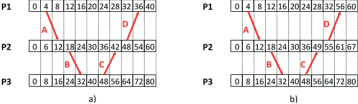 P1 0 4 8 12 16 20 24 28 32 36 40
P1 0 4 8 12 16 20 24 28 32 56 60
A D
A D
P2 0 6 12 18 24 30 36 42 48 54 60
P2 0 6 12 18 24 30 36 49 55 61 67
B C
B C
P3 0 8 16 24 32 40 48 56 64 72 80
P3 0 8 16 24 32 40 48 56 64 72 80
a) b)